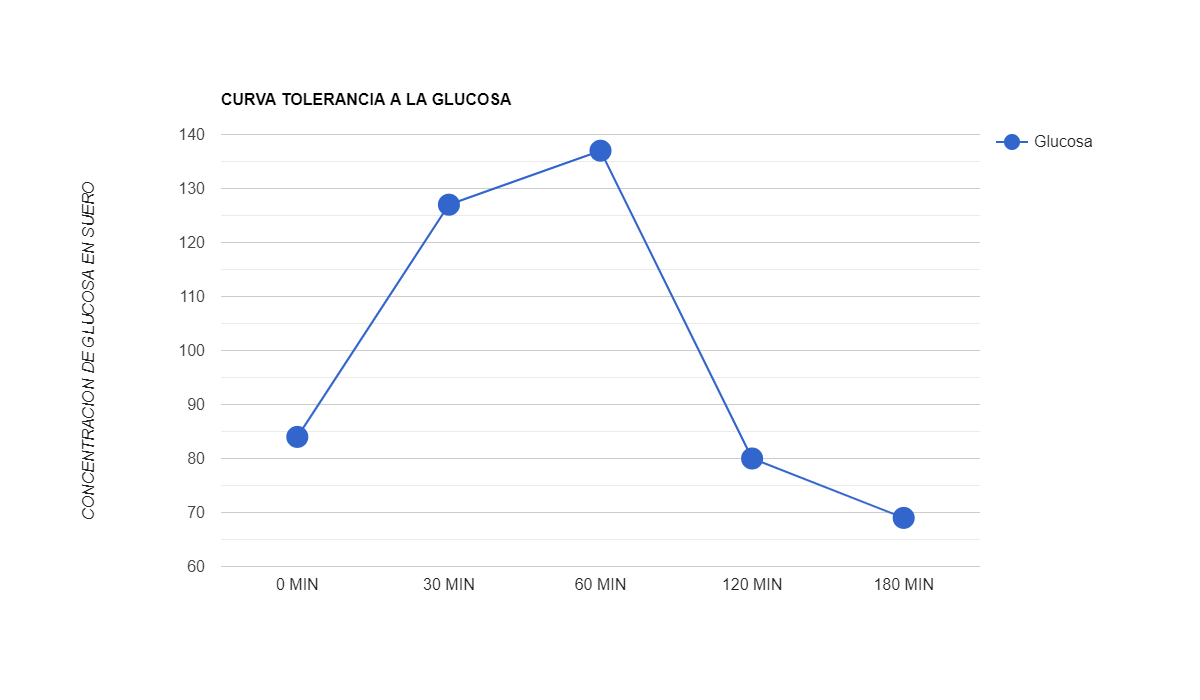 CURVA TOLERANCIA A LA GLUCOSA
CONCENTRACION DE GLUCOSA EN SUERO
140
130
120
110
100
90
80
70
60
0 MIN
30 MIN
60 MIN
120 MIN
180 MIN
Glucosa